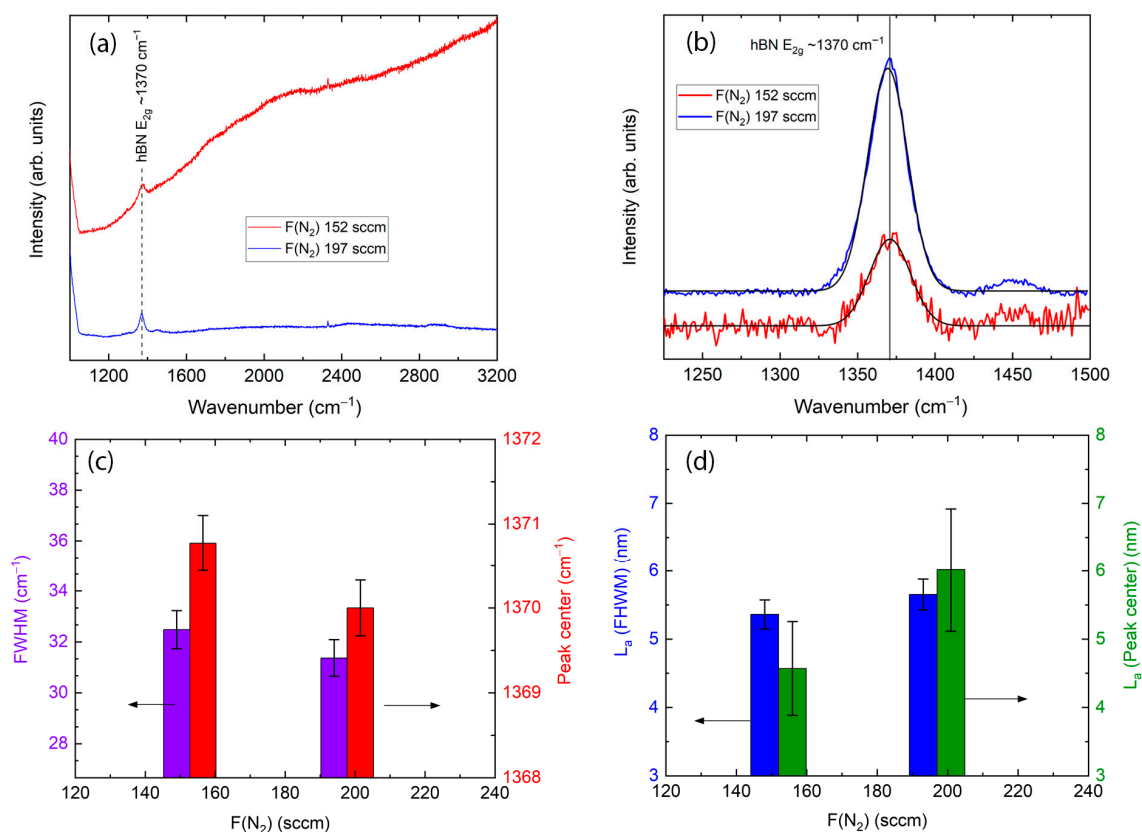 (a)
hBN E₂g ~1370 cm⁻¹
F(N₂) 152 sccm
F(N₂) 197 sccm
Intensity (arb. units)
1200 1600 2000 2400 2800 3200
Wavenumber (cm⁻¹)
(b)
hBN E₂g ~1370 cm⁻¹
F(N₂) 152 sccm
F(N₂) 197 sccm
Intensity (arb. units)
1250 1300 1350 1400 1450 1500
Wavenumber (cm⁻¹)
(c)
FWHM (cm⁻¹)
40
38
36
34
32
30
28
Peak center (cm⁻¹)
1372
1371
1370
1369
1368
120 140 160 180 200 220 240
F(N₂) (sccm)
(d)
Lₐ (FHWM) (nm)
8
7
6
5
4
3
Lₐ (Peak center) (nm)
8
7
6
5
4
3
120 140 160 180 200 220 240
F(N₂) (sccm)